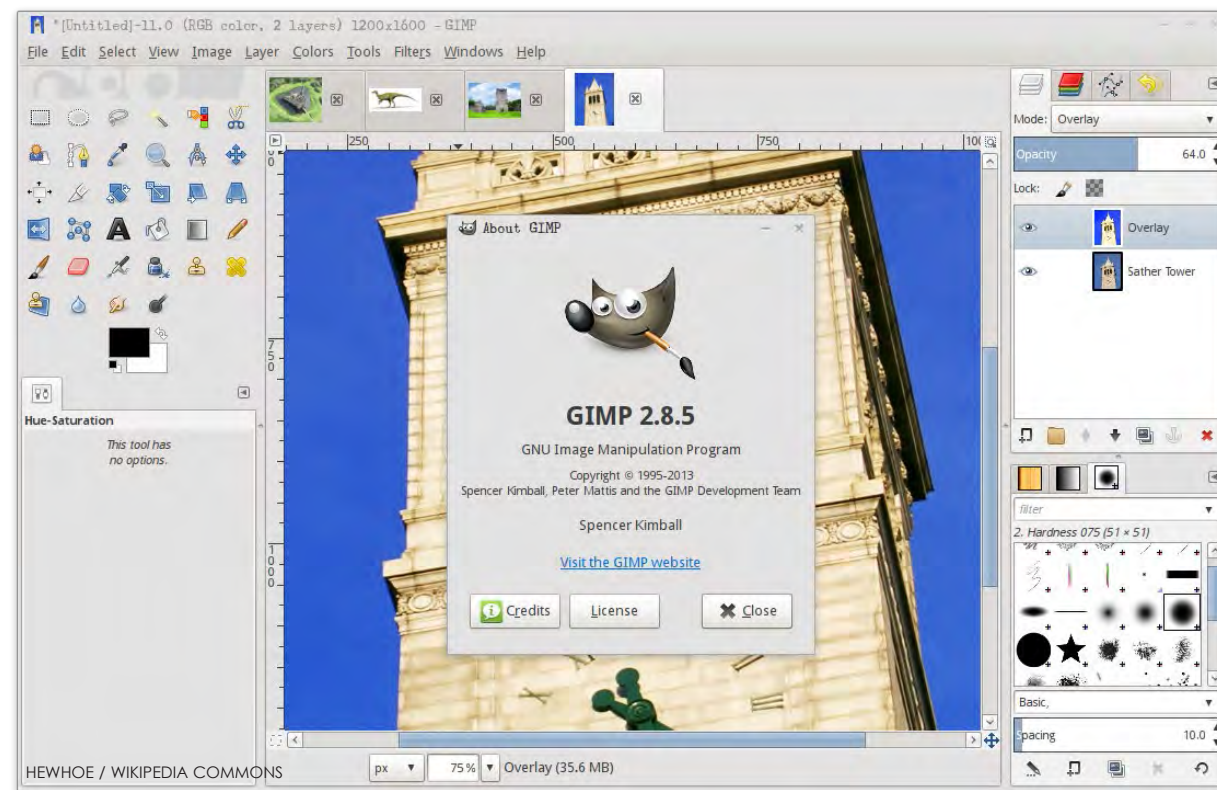 *[Untitled]-11.0 (RGB color, 2 layers) 1200x1600 – GIMP
File Edit Select View Image Layer Colors Tools Filters Windows Help
Mode: Overlay
250 500 750 100
0
Opacity 64.0
Lock:
About GIMP
Overlay
Sather Tower
750
Hue-Saturation
This tool has
no options.
GIMP 2.8.5
GNU Image Manipulation Program
Copyright © 1995-2013
Spencer Kimball, Peter Mattis and the GIMP Development Team
Spencer Kimball
Visit the GIMP website
Credits License Close
1000
filter
2. Hardness 075 (51 × 51)
Basic,
Spacing 10.0
px 75% Overlay (35.6 MB)
HEWHOE / WIKIPEDIA COMMONS